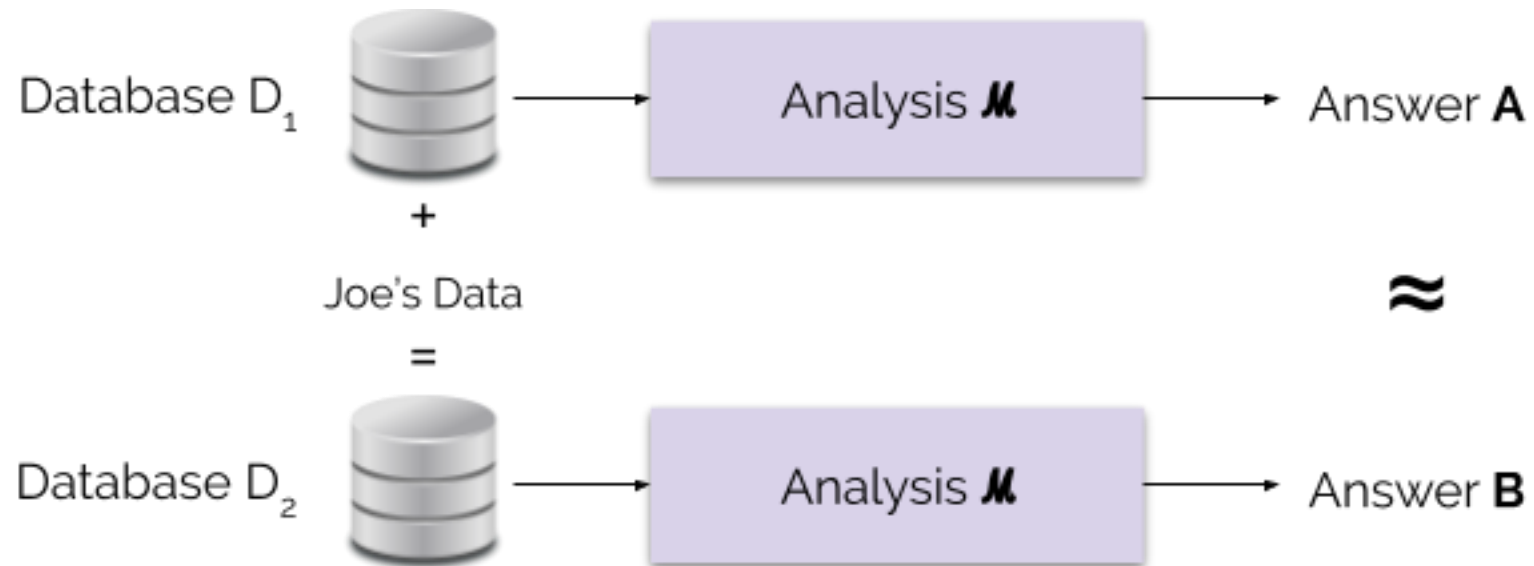 Database D₁ Analysis 𝓜 Answer A
+
Joe's Data
≈
=
Database D₂ Analysis 𝓜 Answer B